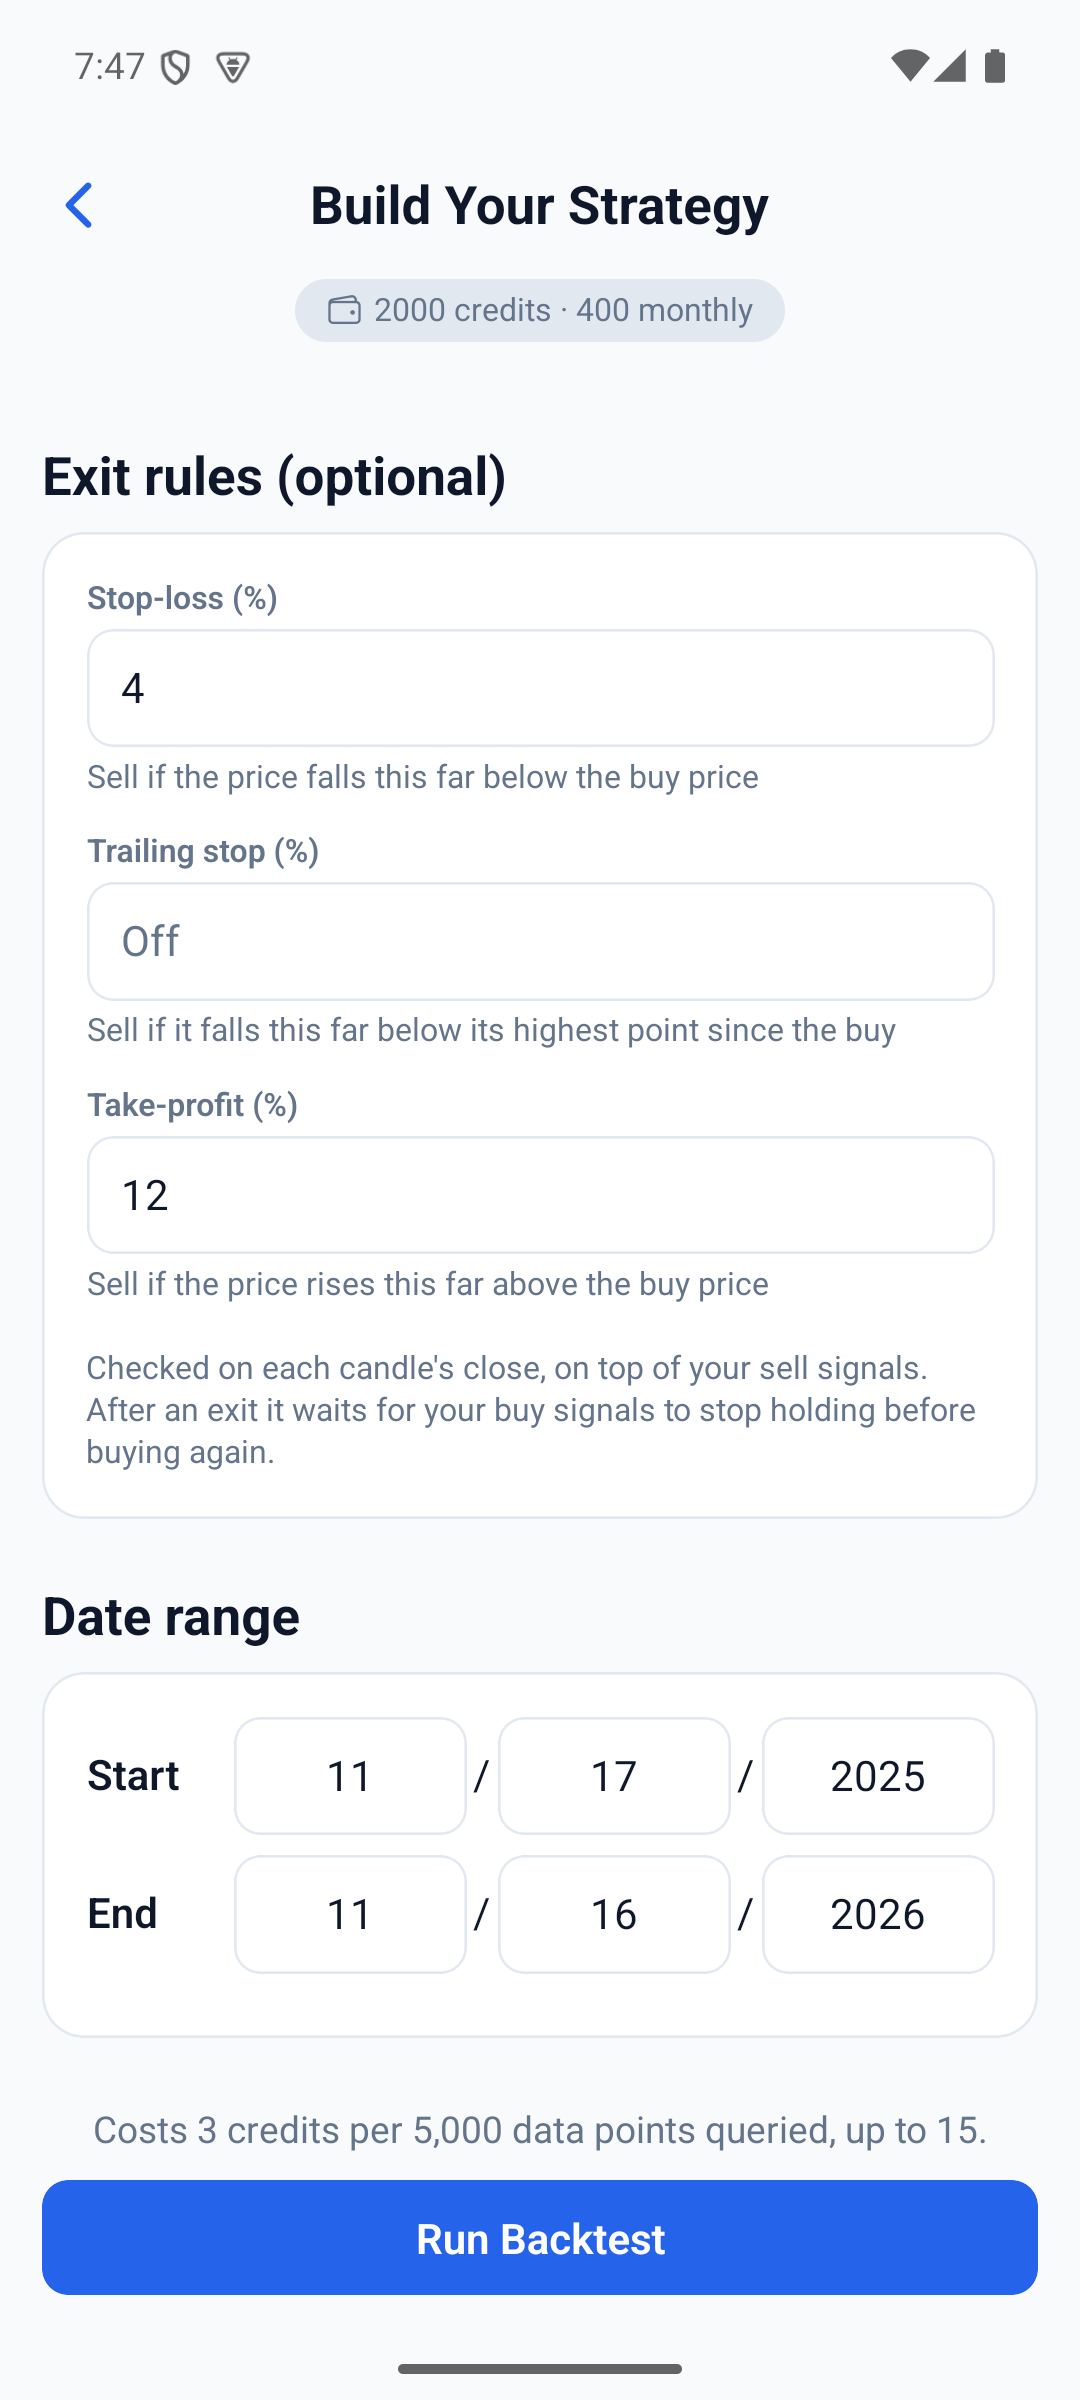 7:47
Build Your Strategy
2000 credits · 400 monthly
Exit rules (optional)
Stop-loss (%)
4
Sell if the price falls this far below the buy price
Trailing stop (%)
Off
Sell if it falls this far below its highest point since the buy
Take-profit (%)
12
Sell if the price rises this far above the buy price
Checked on each candle's close, on top of your sell signals.
After an exit it waits for your buy signals to stop holding before
buying again.
Date range
Start 11 / 17 / 2025
End 11 / 16 / 2026
Costs 3 credits per 5,000 data points queried, up to 15.
Run Backtest